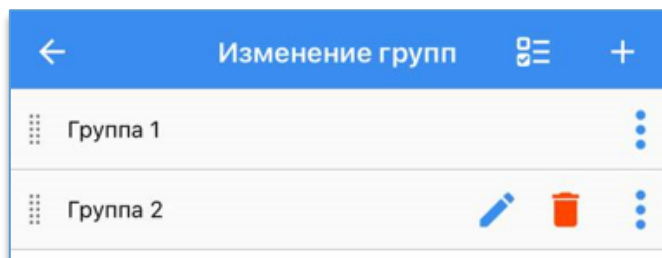 Изменение групп
Группа 1
Группа 2